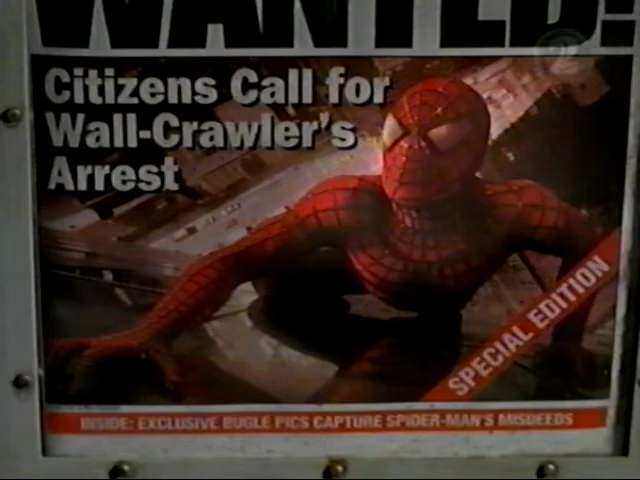 WANTED!
Citizens Call for
Wall-Crawler's
Arrest
SPECIAL EDITION
INSIDE: EXCLUSIVE BUGLE PICS CAPTURE SPIDER-MAN'S MISDEEDS